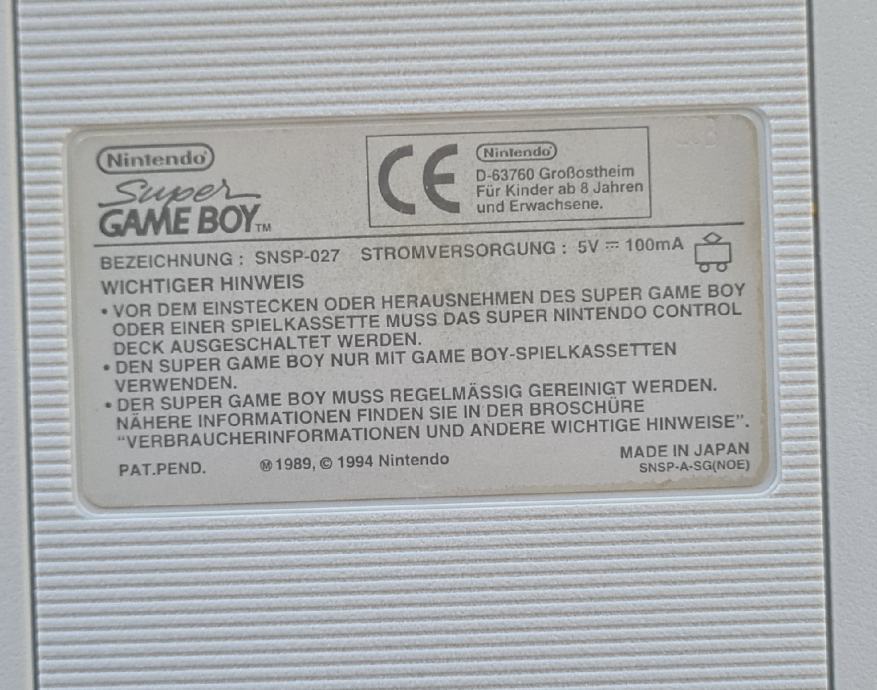 Nintendo
Super
GAME BOY™
CE
Nintendo
D-63760 Großostheim
Für Kinder ab 8 Jahren
und Erwachsene.
BEZEICHNUNG : SNSP-027 STROMVERSORGUNG : 5V ⎓ 100mA
WICHTIGER HINWEIS
• VOR DEM EINSTECKEN ODER HERAUSNEHMEN DES SUPER GAME BOY
ODER EINER SPIELKASSETTE MUSS DAS SUPER NINTENDO CONTROL
DECK AUSGESCHALTET WERDEN.
• DEN SUPER GAME BOY NUR MIT GAME BOY-SPIELKASSETTEN
VERWENDEN.
• DER SUPER GAME BOY MUSS REGELMÄSSIG GEREINIGT WERDEN.
NÄHERE INFORMATIONEN FINDEN SIE IN DER BROSCHÜRE
“VERBRAUCHERINFORMATIONEN UND ANDERE WICHTIGE HINWEISE”.
PAT.PEND. Ⓜ 1989, © 1994 Nintendo
MADE IN JAPAN
SNSP-A-SG(NOE)